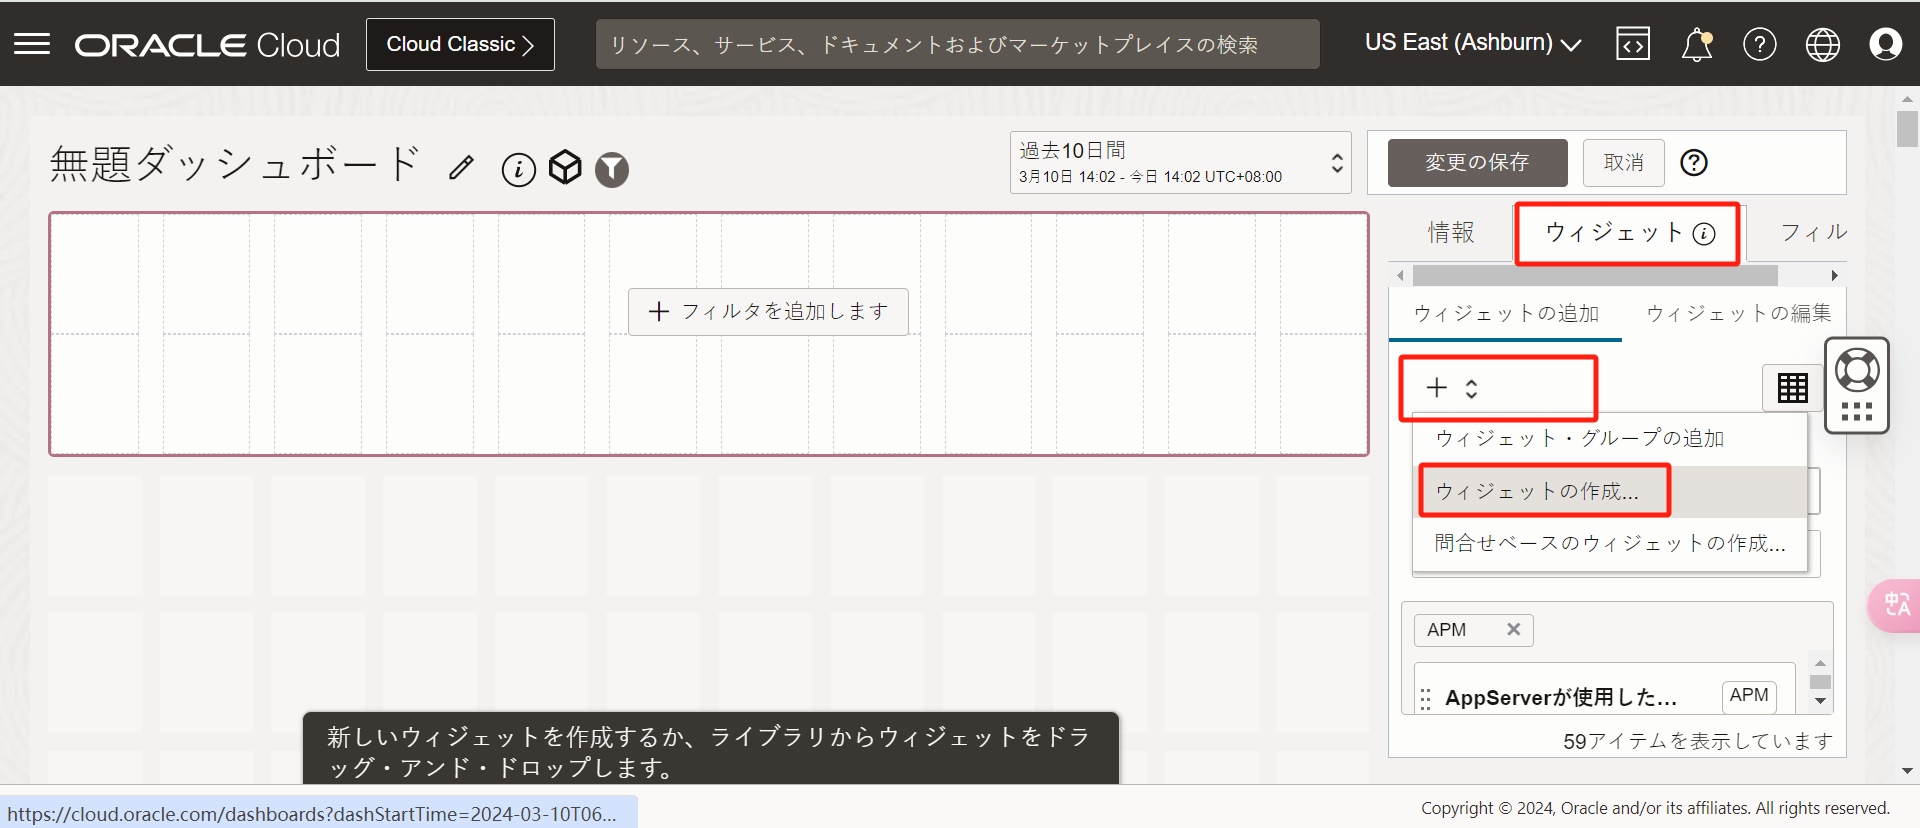 ORACLE Cloud
Cloud Classic
リソース、サービス、ドキュメントおよびマーケットプレイスの検索
US East (Ashburn)
無題ダッシュボード
過去10日間
3月10日 14:02 - 今日 14:02 UTC+08:00
変更の保存
取消
情報
ウィジェット
フィル
フィルタを追加します
ウィジェットの追加
ウィジェットの編集
ウィジェット・グループの追加
ウィジェットの作成...
問合せベースのウィジェットの作成...
APM
AppServerが使用した...
APM
59アイテムを表示しています
新しいウィジェットを作成するか、ライブラリからウィジェットをドラ
ッグ・アンド・ドロップします。
https://cloud.oracle.com/dashboards?dashStartTime=2024-03-10T06...
Copyright © 2024, Oracle and/or its affiliates. All rights reserved.